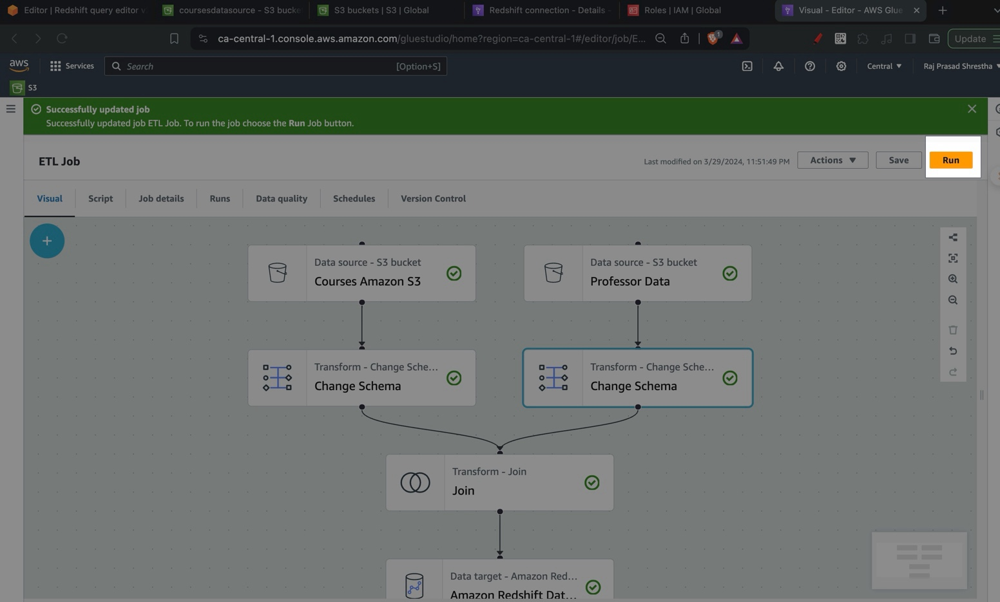 Editor | Redshift query editor v
coursesdatasource - S3 bucke
S3 buckets | S3 | Global
Redshift connection - Details -
Roles | IAM | Global
Visual - Editor - AWS Glue
ca-central-1.console.aws.amazon.com/gluestudio/home?region=ca-central-1#/editor/job/E...
1
Update
aws
Services
Search
[Option+S]
Central
Raj Prasad Shrestha
S3
Successfully updated job
Successfully updated job ETL Job. To run the job choose the Run Job button.
ETL Job
Last modified on 3/29/2024, 11:51:49 PM
Actions
Save
Run
Visual
Script
Job details
Runs
Data quality
Schedules
Version Control
Data source - S3 bucket
Courses Amazon S3
Data source - S3 bucket
Professor Data
Transform - Change Sche...
Change Schema
Transform - Change Sche...
Change Schema
Transform - Join
Join
Data target - Amazon Red...
Amazon Redshift Dat...